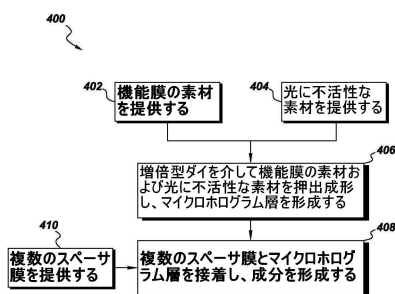 400
402
機能膜の素材
を提供する
404
光に不活性な
素材を提供する
406
増倍型ダイを介して機能膜の素材お
よび光に不活性な素材を押出成形
し、マイクロホログラム層を形成する
410
複数のスペーサ
膜を提供する
408
複数のスペーサ膜とマイクロホログ
ラム層を接着し、成分を形成する